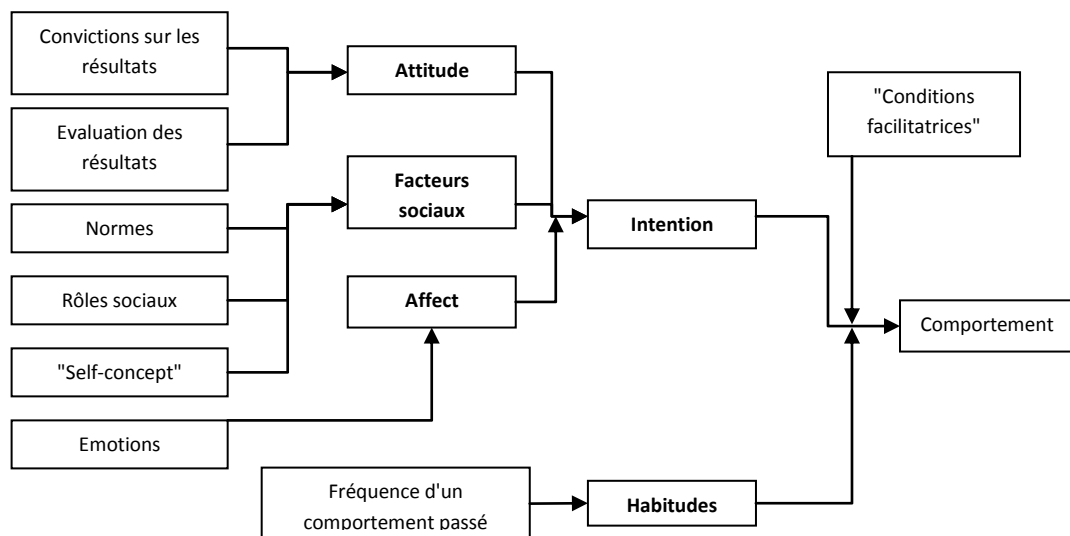 Convictions sur les
résultats
Evaluation des
résultats
Normes
Rôles sociaux
"Self-concept"
Emotions
Attitude
Facteurs
sociaux
Affect
Fréquence d'un
comportement passé
Intention
Habitudes
"Conditions
facilitatrices"
Comportement